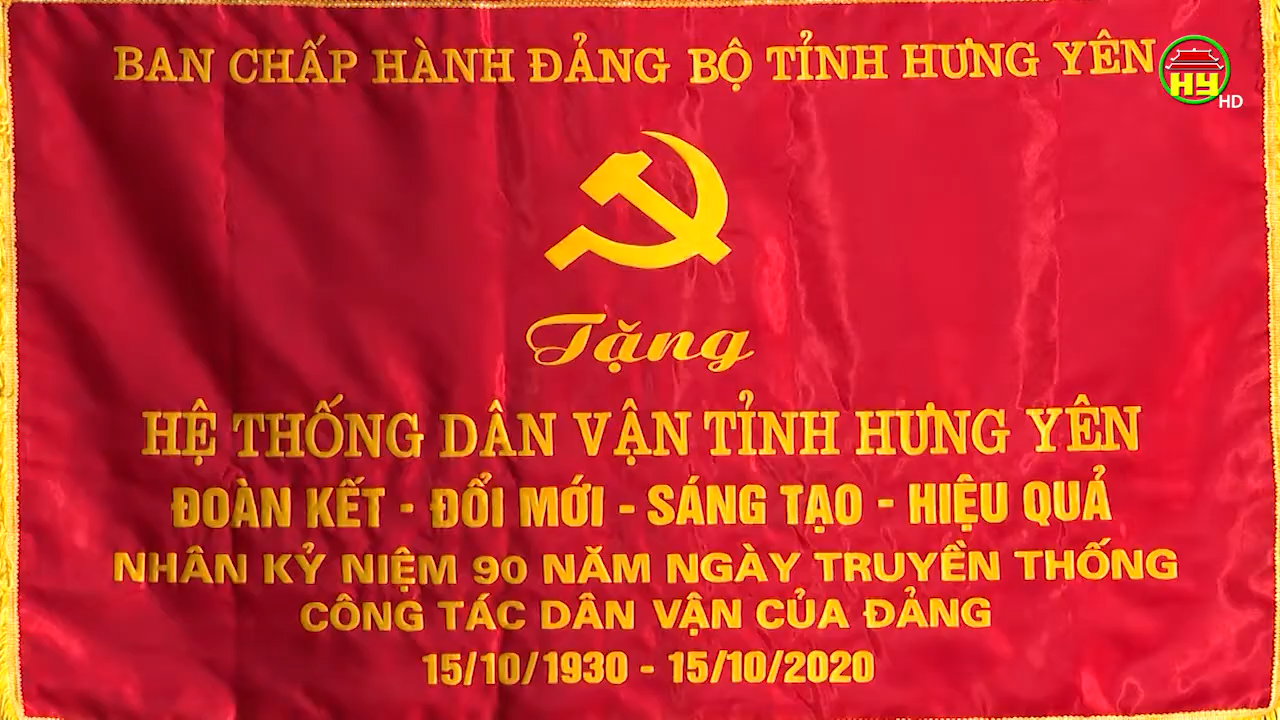 BAN CHẤP HÀNH ĐẢNG BỘ TỈNH HƯNG YÊN
HY
HD
Tặng
HỆ THỐNG DÂN VẬN TỈNH HƯNG YÊN
ĐOÀN KẾT - ĐỔI MỚI - SÁNG TẠO - HIỆU QUẢ
NHÂN KỶ NIỆM 90 NĂM NGÀY TRUYỀN THỐNG
CÔNG TÁC DÂN VẬN CỦA ĐẢNG
15/10/1930 - 15/10/2020